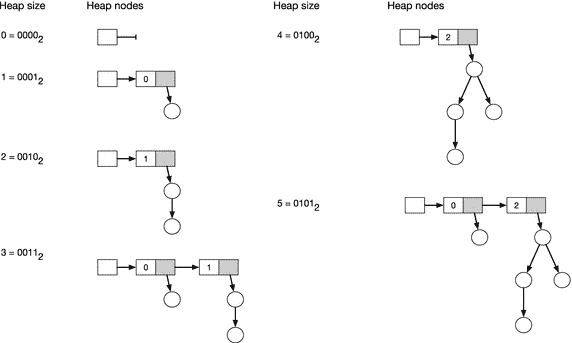 Heap size Heap nodes
0 = 0000₂
1 = 0001₂ 0
2 = 0010₂ 1
3 = 0011₂ 0 1
Heap size Heap nodes
4 = 0100₂ 2
5 = 0101₂ 0 2